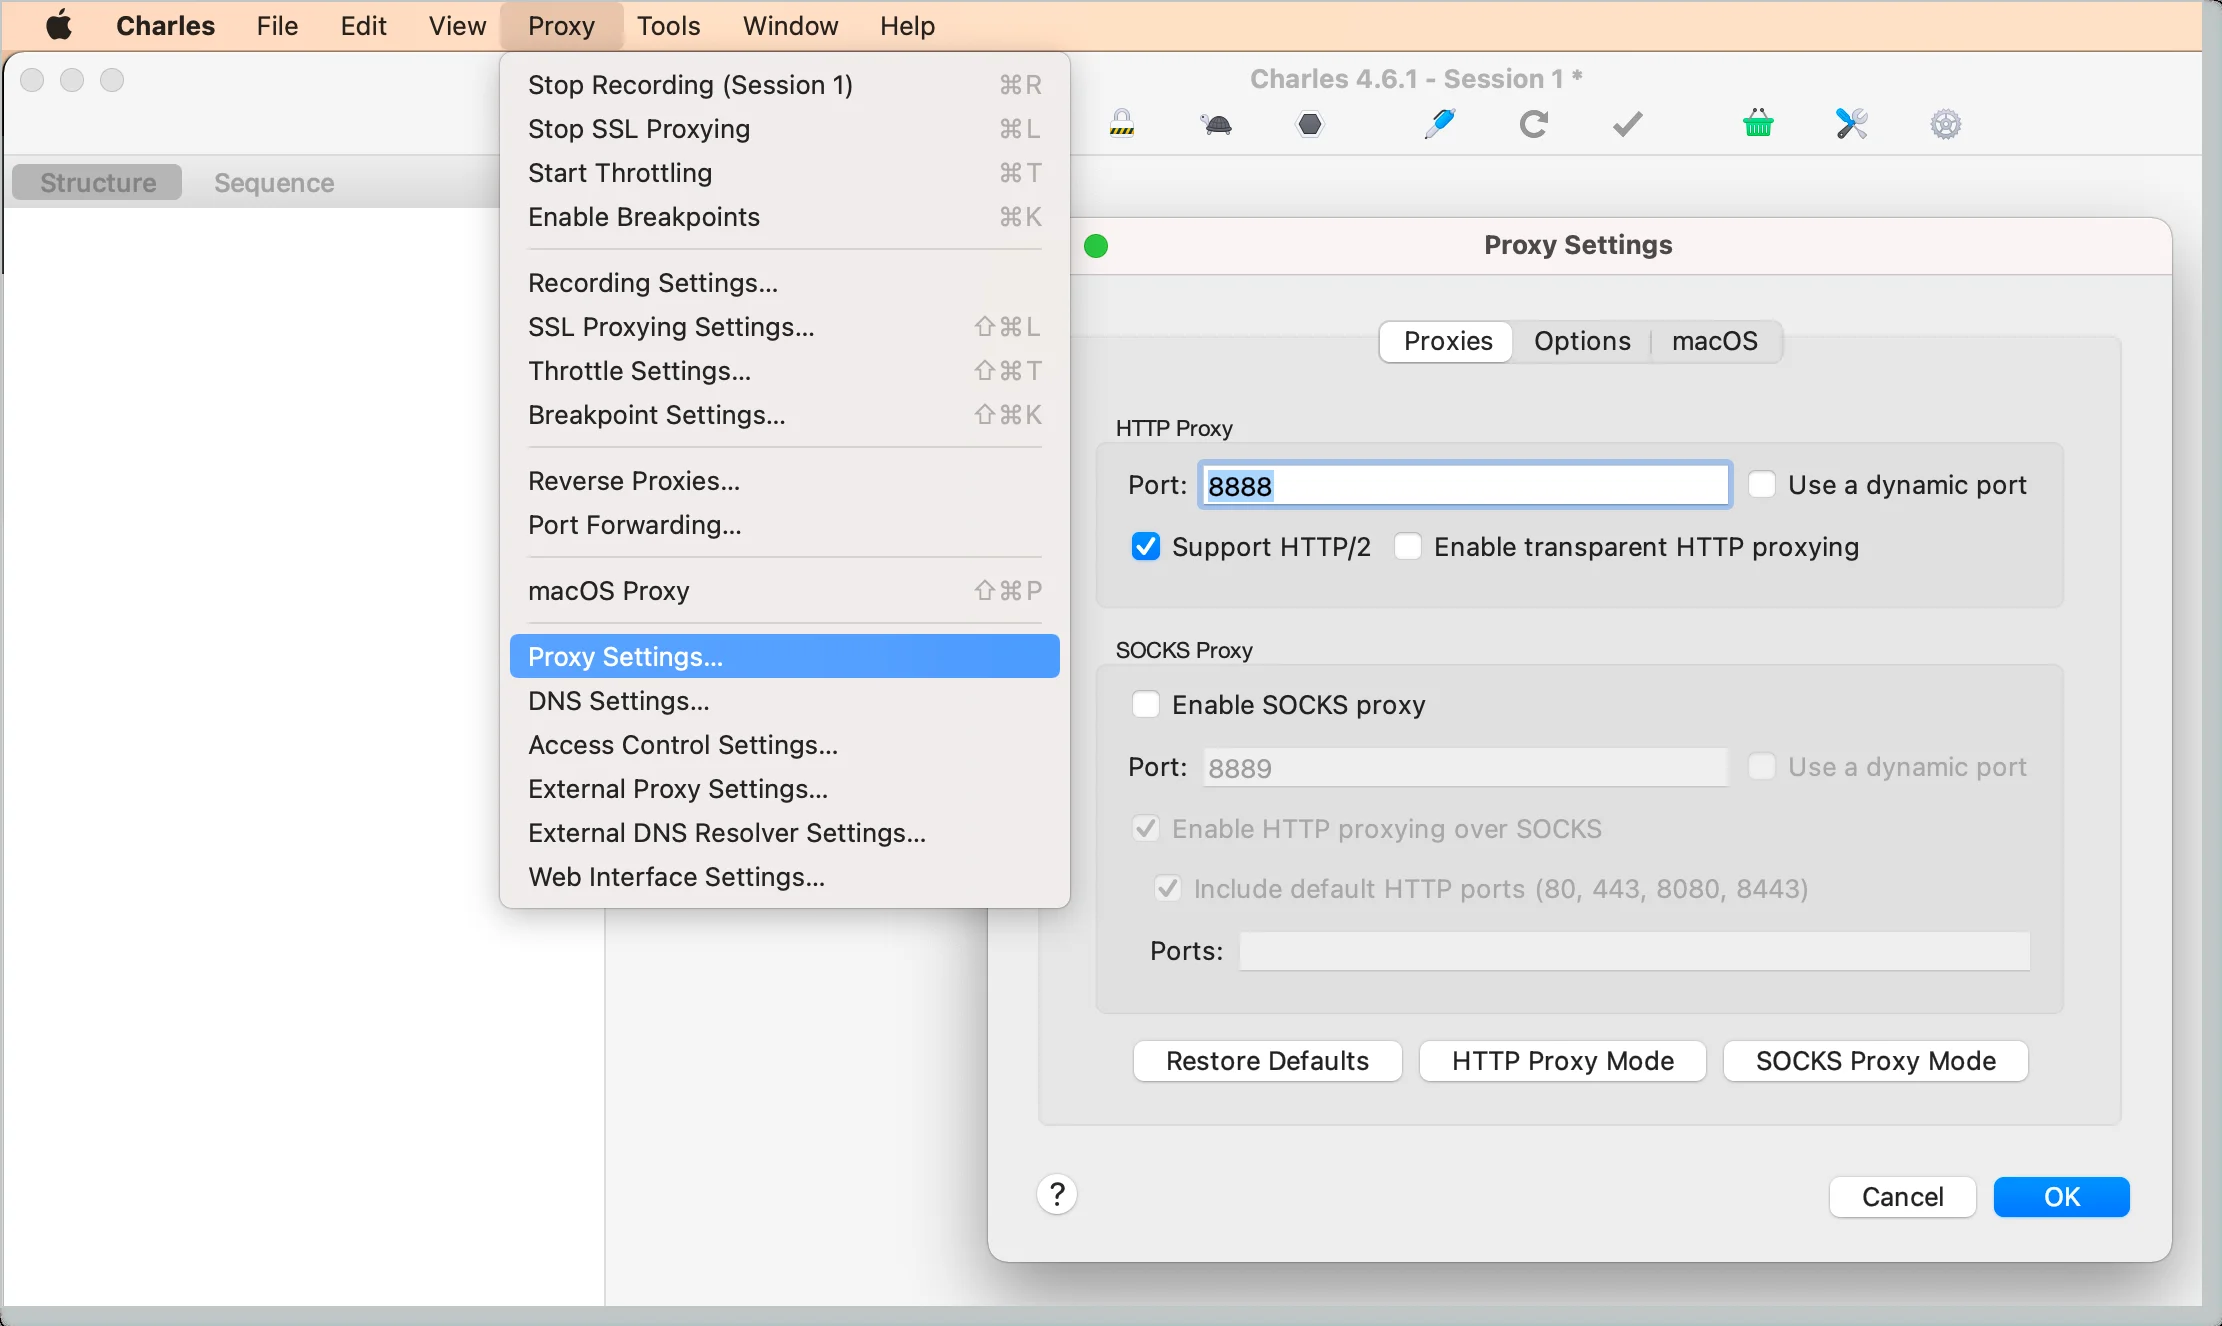 Charles File Edit View Proxy Tools Window Help
Charles 4.6.1 - Session 1 *
Structure Sequence
Stop Recording (Session 1) ⌘R
Stop SSL Proxying ⌘L
Start Throttling ⌘T
Enable Breakpoints ⌘K
Recording Settings...
SSL Proxying Settings... ⇧⌘L
Throttle Settings... ⇧⌘T
Breakpoint Settings... ⇧⌘K
Reverse Proxies...
Port Forwarding...
macOS Proxy ⇧⌘P
Proxy Settings...
DNS Settings...
Access Control Settings...
External Proxy Settings...
External DNS Resolver Settings...
Web Interface Settings...
Proxy Settings
Proxies Options macOS
HTTP Proxy
Port: 8888 Use a dynamic port
Support HTTP/2 Enable transparent HTTP proxying
SOCKS Proxy
Enable SOCKS proxy
Port: 8889 Use a dynamic port
Enable HTTP proxying over SOCKS
Include default HTTP ports (80, 443, 8080, 8443)
Ports:
Restore Defaults HTTP Proxy Mode SOCKS Proxy Mode
? Cancel OK